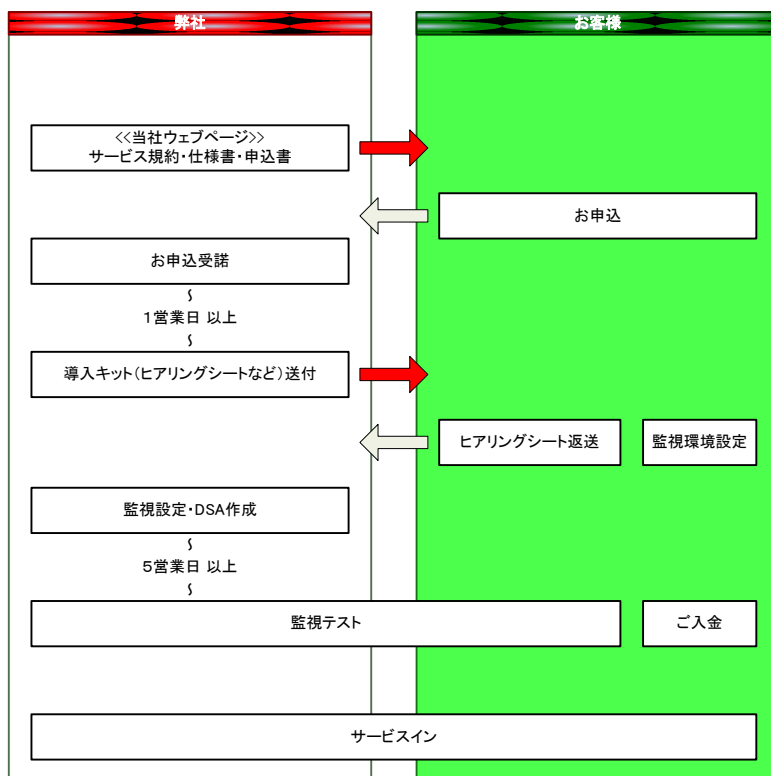 弊社
お客様
<<当社ウェブページ>>
サービス規約・仕様書・申込書
お申込
お申込受諾
~
1営業日 以上
~
導入キット(ヒアリングシートなど)送付
ヒアリングシート返送
監視環境設定
監視設定・DSA作成
~
5営業日 以上
~
監視テスト
ご入金
サービスイン